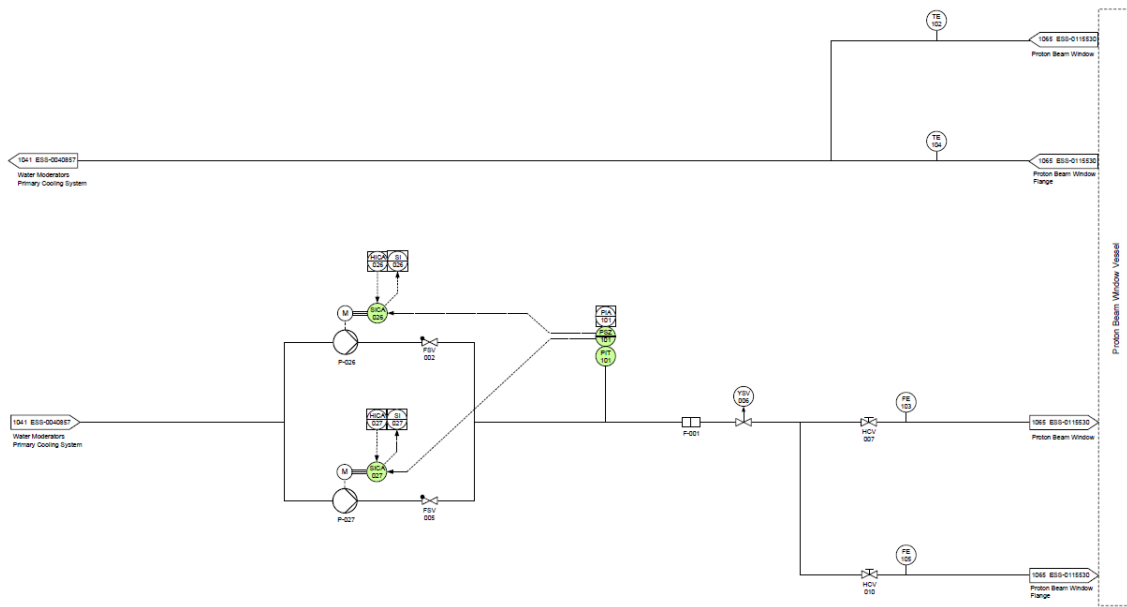 TE
102
1065 ESS-0115530
Proton Beam Window
TE
104
1041 ESS-0040857
Water Moderators
Primary Cooling System
1065 ESS-0115530
Proton Beam Window
Flange
Proton Beam Window Vessel
HICA
026
SI
026
M
SICA
026
P-026
FSV
002
PIA
101
PSZ
101
PIT
101
HICA
027
SI
027
M
SICA
027
P-027
FSV
005
1041 ESS-0040857
Water Moderators
Primary Cooling System
F-001
YSV
006
HCV
007
FE
103
1065 ESS-0115530
Proton Beam Window
HCV
010
FE
105
1065 ESS-0115530
Proton Beam Window
Flange